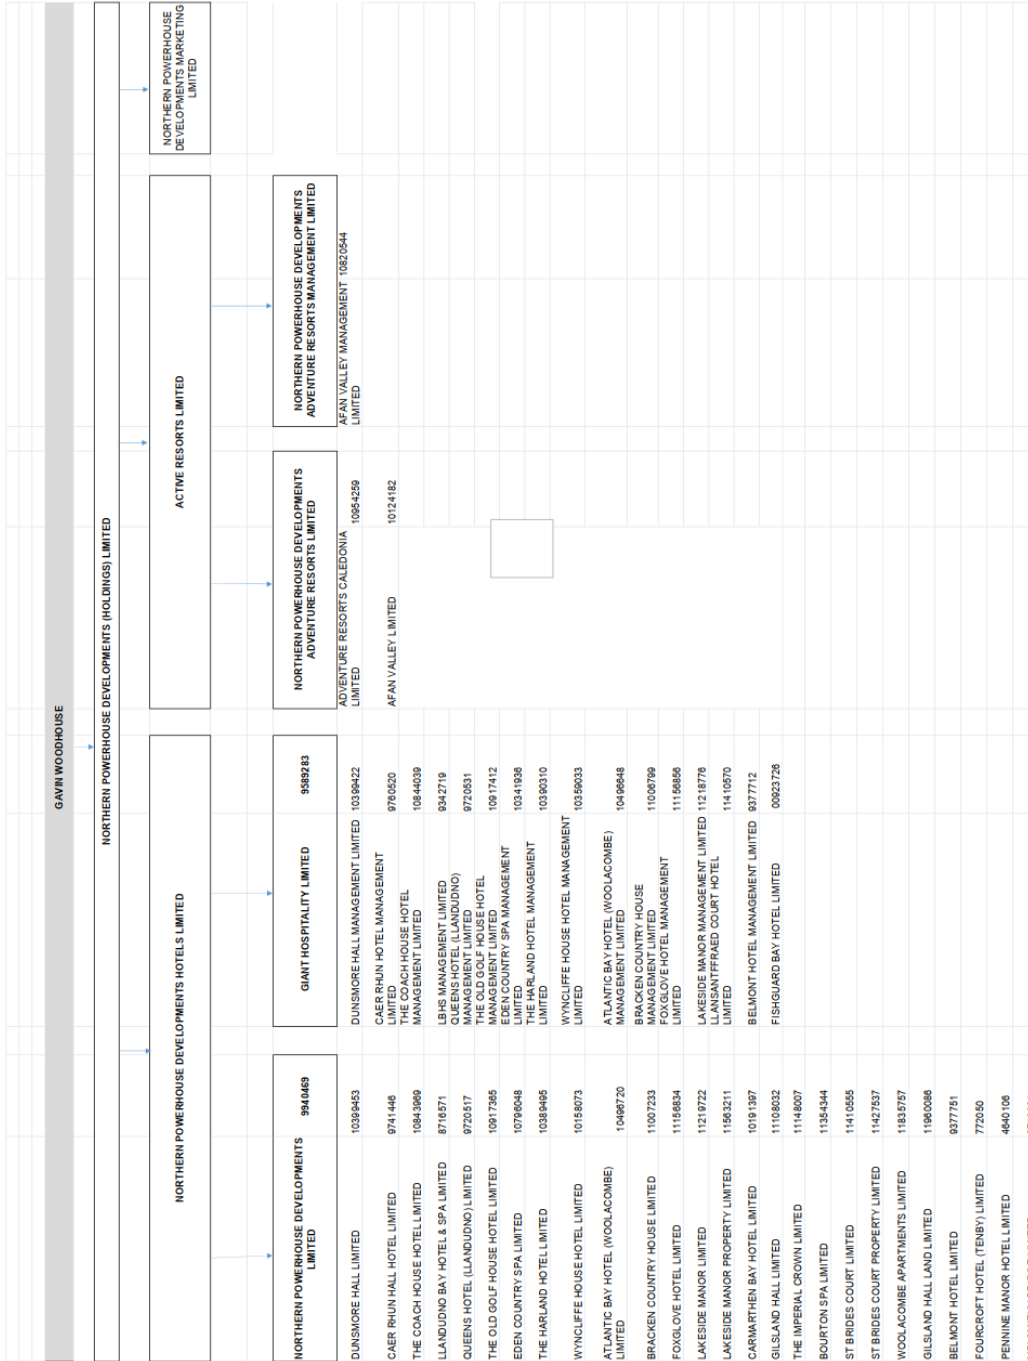 GAVIN WOODHOUSE
NORTHERN POWERHOUSE DEVELOPMENTS (HOLDINGS) LIMITED
NORTHERN POWERHOUSE DEVELOPMENTS HOTELS LIMITED
ACTIVE RESORTS LIMITED
NORTHERN POWERHOUSE
DEVELOPMENTS MARKETING
LIMITED
NORTHERN POWERHOUSE DEVELOPMENTS
LIMITED
9940469
DUNSMORE HALL LIMITED 10399453
CAER RHUN HALL HOTEL LIMITED 9741446
THE COACH HOUSE HOTEL LIMITED 10843969
LLANDUDNO BAY HOTEL & SPA LIMITED 8716571
QUEENS HOTEL (LLANDUDNO) LIMITED 9720517
THE OLD GOLF HOUSE HOTEL LIMITED 10917365
EDEN COUNTRY SPA LIMITED 10796048
THE HARLAND HOTEL LIMITED 10389495
WYNCLIFFE HOUSE HOTEL LIMITED 10158073
ATLANTIC BAY HOTEL (WOOLACOMBE)
LIMITED 10496720
BRACKEN COUNTRY HOUSE LIMITED 11007233
FOXGLOVE HOTEL LIMITED 11156834
LAKESIDE MANOR LIMITED 11219722
LAKESIDE MANOR PROPERTY LIMITED 11563211
CARMARTHEN BAY HOTEL LIMITED 10191397
GILSLAND HALL LIMITED 11108032
THE IMPERIAL CROWN LIMITED 11148007
BOURTON SPA LIMITED 11354344
ST BRIDES COURT LIMITED 11410555
ST BRIDES COURT PROPERTY LIMITED 11427537
WOOLACOMBE APARTMENTS LIMITED 11835757
GILSLAND HALL LAND LIMITED 11960086
BELMONT HOTEL LIMITED 9377751
FOURCROFT HOTEL (TENBY) LIMITED 772050
PENNINE MANOR HOTEL LIMITED 4640106
GIANT HOSPITALITY LIMITED 9589283
DUNSMORE HALL MANAGEMENT LIMITED 10399422
CAER RHUN HOTEL MANAGEMENT
LIMITED 9760520
THE COACH HOUSE HOTEL
MANAGEMENT LIMITED 10844039
LBHS MANAGEMENT LIMITED 9342719
QUEENS HOTEL (LLANDUDNO)
MANAGEMENT LIMITED 9720531
THE OLD GOLF HOUSE HOTEL
MANAGEMENT LIMITED 10917412
EDEN COUNTRY SPA MANAGEMENT
LIMITED 10341936
THE HARLAND HOTEL MANAGEMENT
LIMITED 10390310
WYNCLIFFE HOUSE HOTEL MANAGEMENT
LIMITED 10359033
ATLANTIC BAY HOTEL (WOOLACOMBE)
MANAGEMENT LIMITED 10496648
BRACKEN COUNTRY HOUSE
MANAGEMENT LIMITED 11006799
FOXGLOVE HOTEL MANAGEMENT
LIMITED 11156856
LAKESIDE MANOR MANAGEMENT LIMITED 11218776
LLANSANTFFRAED COURT HOTEL
LIMITED 11410570
BELMONT HOTEL MANAGEMENT LIMITED 9377712
FISHGUARD BAY HOTEL LIMITED 00923726
NORTHERN POWERHOUSE DEVELOPMENTS
ADVENTURE RESORTS LIMITED
ADVENTURE RESORTS CALEDONIA
LIMITED 10954259
AFAN VALLEY LIMITED 10124182
NORTHERN POWERHOUSE DEVELOPMENTS
ADVENTURE RESORTS MANAGEMENT LIMITED
AFAN VALLEY MANAGEMENT 10820544
LIMITED